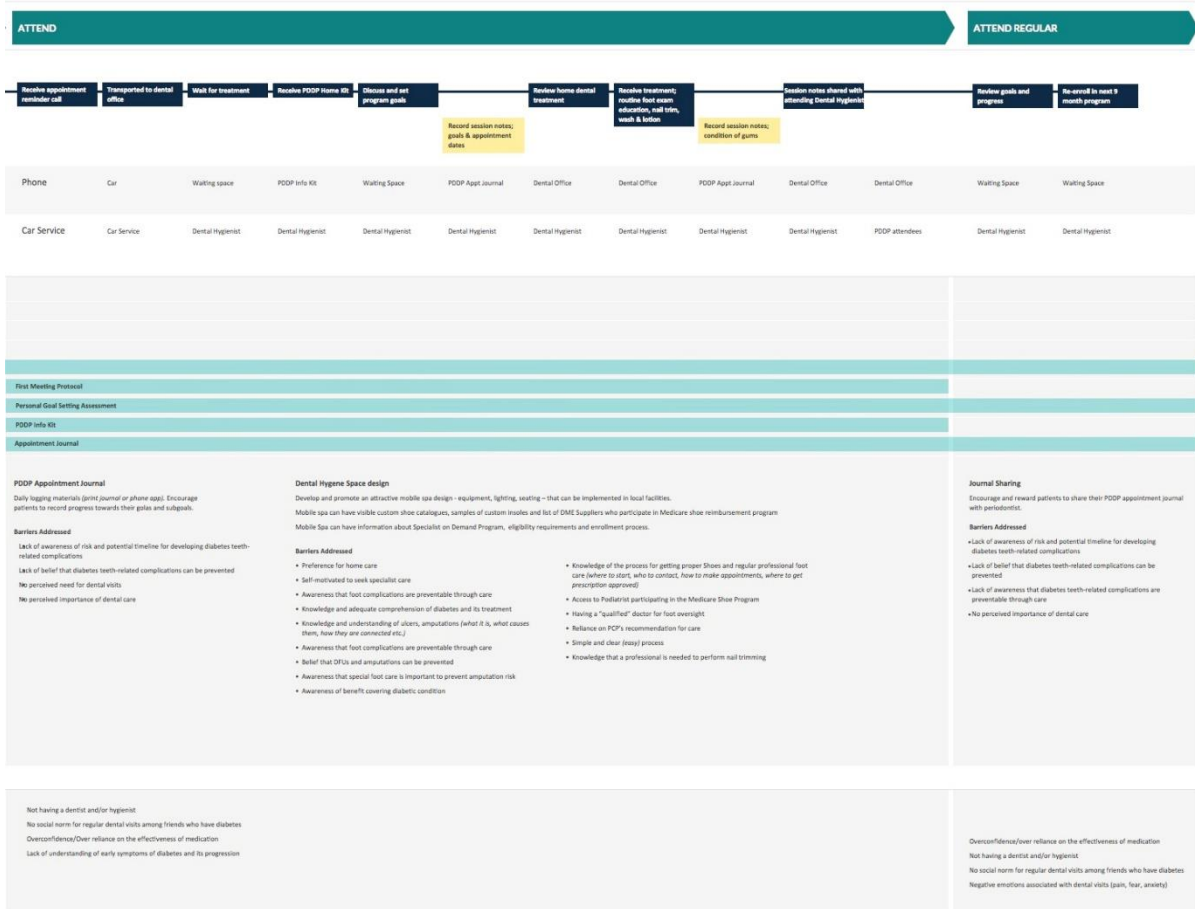 ATTEND
ATTEND REGULAR
Receive appointment
reminder call
Transported to dental
office
Wait for treatment
Receive PDDP Home Kit
Discuss and set
program goals
Review home dental
treatment
Receive treatment;
routine foot exam
education, nail trim,
wash & lotion
Session notes shared with
attending Dental Hygienist
Review goals and
progress
Re-enroll in next 9
month program
Record session notes;
goals & appointment
dates
Record session notes;
condition of gums
Phone
Car
Waiting space
PDDP Info Kit
Waiting Space
PDDP Appt Journal
Dental Office
Dental Office
PDDP Appt Journal
Dental Office
Dental Office
Waiting Space
Waiting Space
Car Service
Car Service
Dental Hygienist
Dental Hygienist
Dental Hygienist
Dental Hygienist
Dental Hygienist
Dental Hygienist
Dental Hygienist
Dental Hygienist
PDDP attendees
Dental Hygienist
Dental Hygienist
First Meeting Protocol
Personal Goal Setting Assessment
PDDP Info Kit
Appointment Journal
PDDP Appointment Journal
Daily logging materials (print journal or phone app). Encourage
patients to record progress towards their golas and subgoals.
Barriers Addressed
Lack of awareness of risk and potential timeline for developing diabetes teeth-
related complications
Lack of belief that diabetes teeth-related complications can be prevented
No perceived need for dental visits
No perceived importance of dental care
Dental Hygene Space design
Develop and promote an attractive mobile spa design - equipment, lighting, seating – that can be implemented in local facilities.
Mobile spa can have visible custom shoe catalogues, samples of custom insoles and list of DME Suppliers who participate in Medicare shoe reimbursement program
Mobile Spa can have information about Specialist on Demand Program, eligibility requirements and enrollment process.
Barriers Addressed
• Preference for home care
• Self-motivated to seek specialist care
• Awareness that foot complications are preventable through care
• Knowledge and adequate comprehension of diabetes and its treatment
• Knowledge and understanding of ulcers, amputations (what it is, what causes
them, how they are connected etc.)
• Awareness that foot complications are preventable through care
• Belief that DFUs and amputations can be prevented
• Awareness that special foot care is important to prevent amputation risk
• Awareness of benefit covering diabetic condition
• Knowledge of the process for getting proper Shoes and regular professional foot
care (where to start, who to contact, how to make appointments, where to get
prescription approved)
• Access to Podiatrist participating in the Medicare Shoe Program
• Having a "qualified" doctor for foot oversight
• Reliance on PCP's recommendation for care
• Simple and clear (easy) process
• Knowledge that a professional is needed to perform nail trimming
Journal Sharing
Encourage and reward patients to share their PDDP appointment journal
with periodontist.
Barriers Addressed
•Lack of awareness of risk and potential timeline for developing
diabetes teeth-related complications
•Lack of belief that diabetes teeth-related complications can be
prevented
•Lack of awareness that diabetes teeth-related complications are
preventable through care
•No perceived importance of dental care
Not having a dentist and/or hygienist
No social norm for regular dental visits among friends who have diabetes
Overconfidence/Over reliance on the effectiveness of medication
Lack of understanding of early symptoms of diabetes and its progression
Overconfidence/over reliance on the effectiveness of medication
Not having a dentist and/or hygienist
No social norm for regular dental visits among friends who have diabetes
Negative emotions associated with dental visits (pain, fear, anxiety)